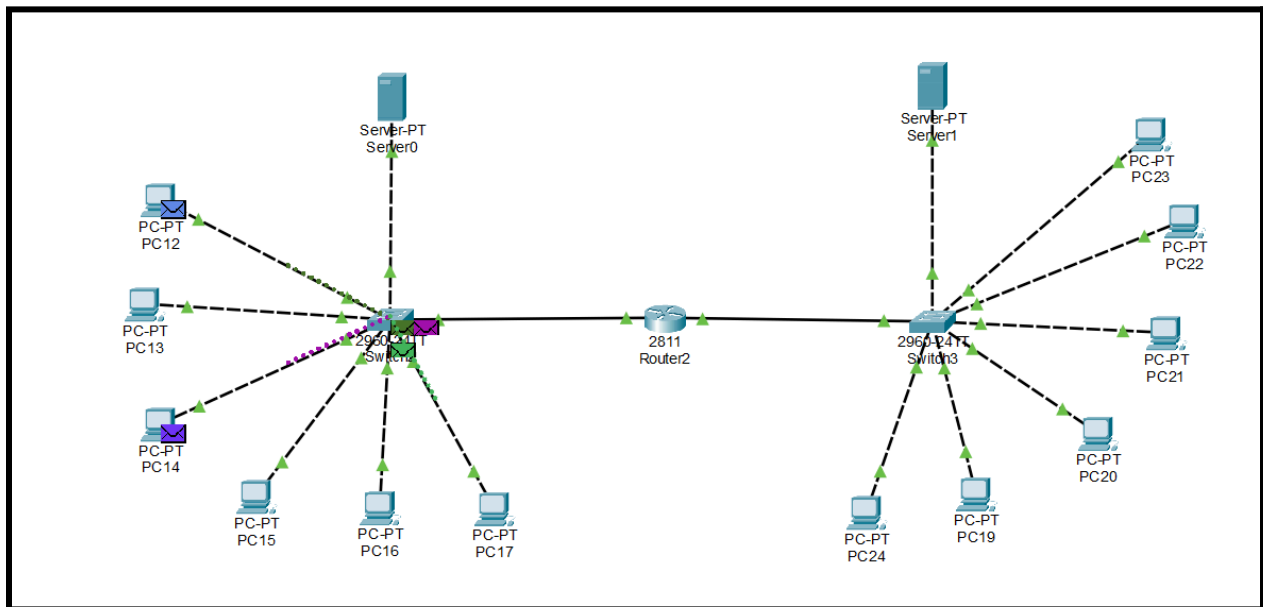 Server-PT
Server0
Server-PT
Server1
PC-PT
PC23
PC-PT
PC12
PC-PT
PC22
PC-PT
PC13
2811
Router2
2960-24TT
Switch3
PC-PT
PC21
PC-PT
PC14
PC-PT
PC20
PC-PT
PC15
PC-PT
PC16
PC-PT
PC17
PC-PT
PC24
PC-PT
PC19